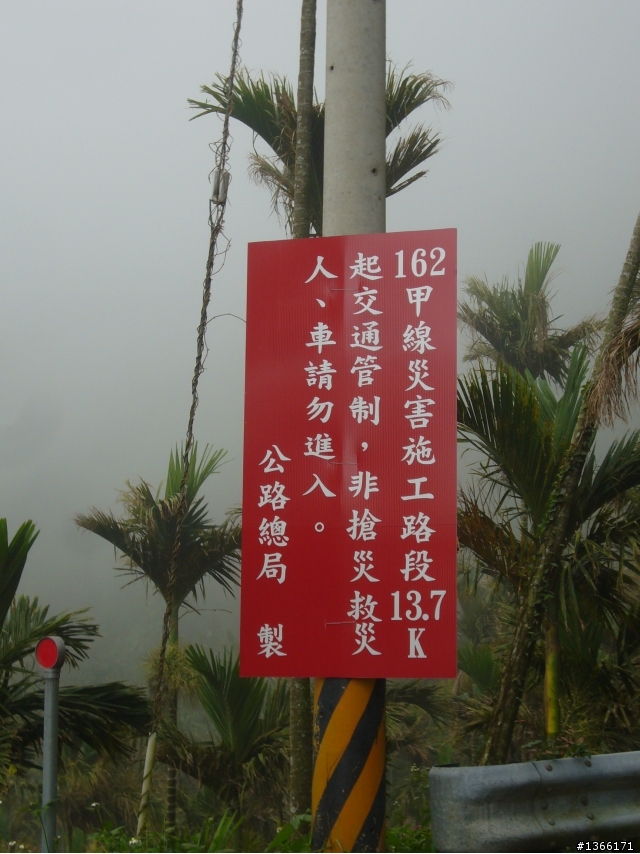 162甲線災害施工路段13.7K
起交通管制，非搶災救災
人、車請勿進入。
公路總局 製
#1366171